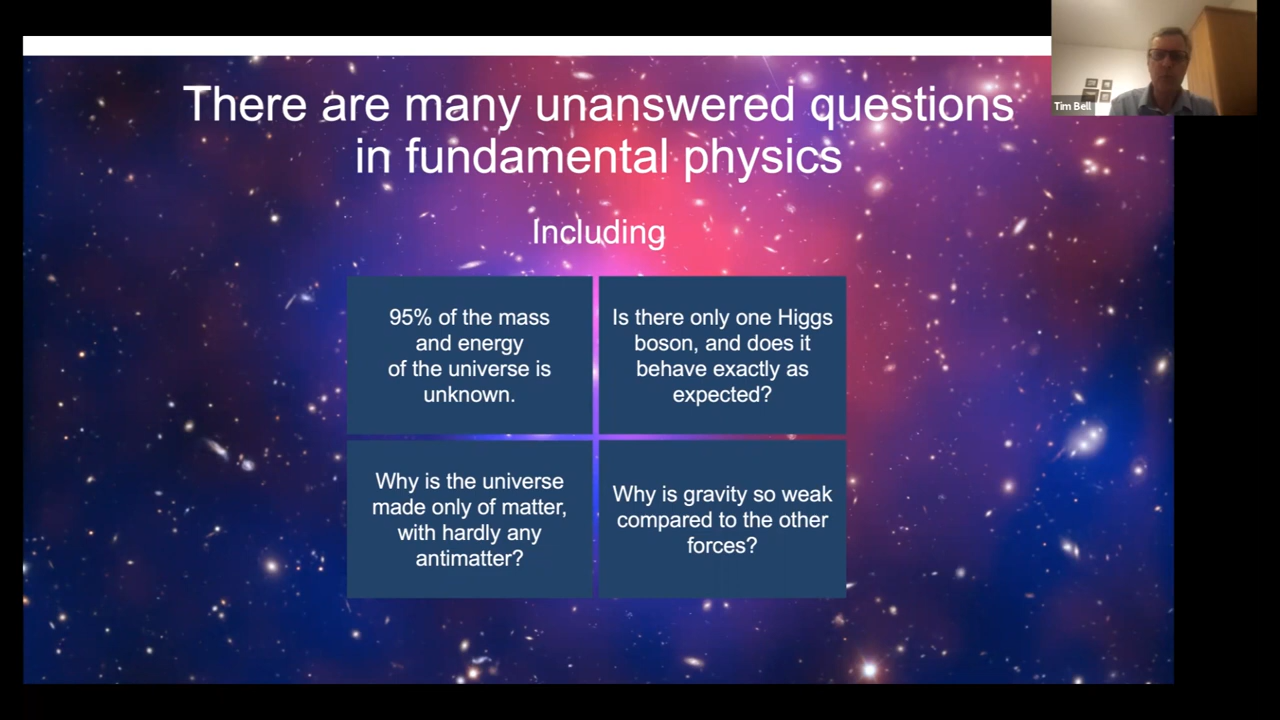 There are many unanswered questions
in fundamental physics
Including
95% of the mass
and energy
of the universe is
unknown.
Is there only one Higgs
boson, and does it
behave exactly as
expected?
Why is the universe
made only of matter,
with hardly any
antimatter?
Why is gravity so weak
compared to the other
forces?
Tim Bell